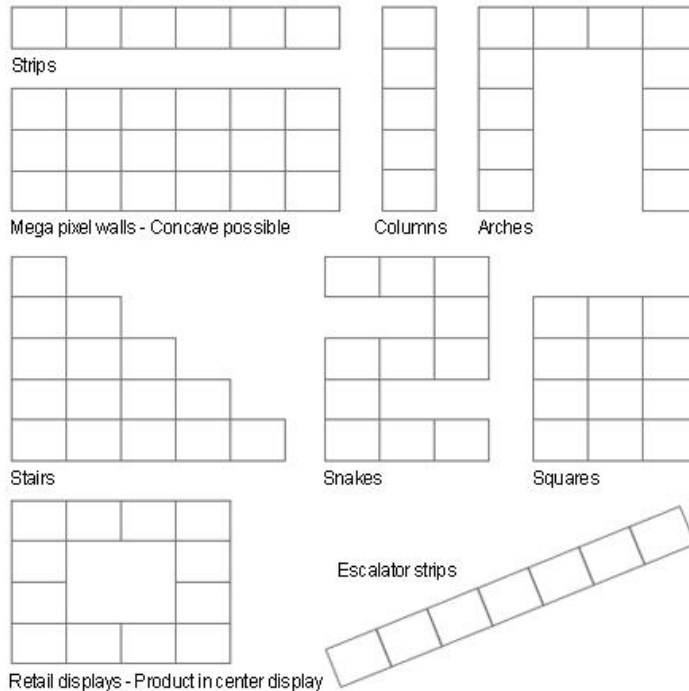 Strips
Mega pixel walls - Concave possible
Columns
Arches
Stairs
Snakes
Squares
Escalator strips
Retail displays - Product in center display